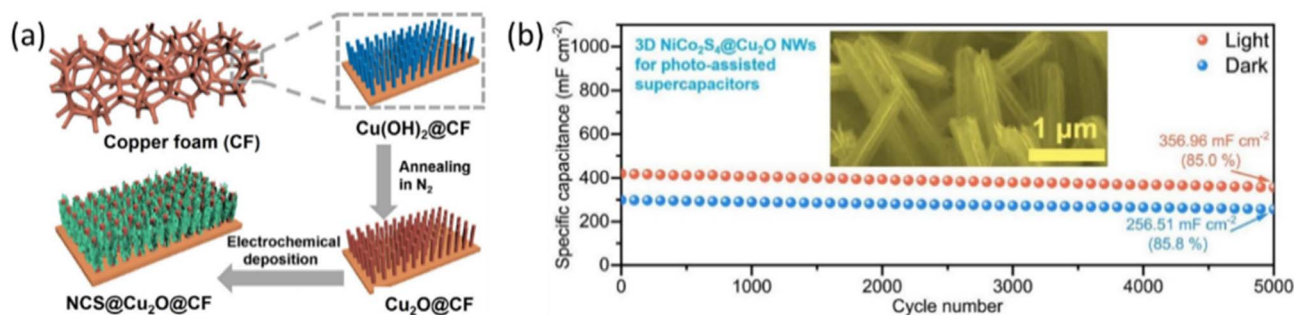 (a)
Copper foam (CF)
Cu(OH)₂@CF
Annealing
in N₂
Cu₂O@CF
Electrochemical
deposition
NCS@Cu₂O@CF
(b)
Specific capacitance (mF cm⁻²)
1000
800
600
400
200
0
3D NiCo₂S₄@Cu₂O NWs
for photo-assisted
supercapacitors
1 μm
Light
Dark
356.96 mF cm⁻²
(85.0 %)
256.51 mF cm⁻²
(85.8 %)
0 1000 2000 3000 4000 5000
Cycle number